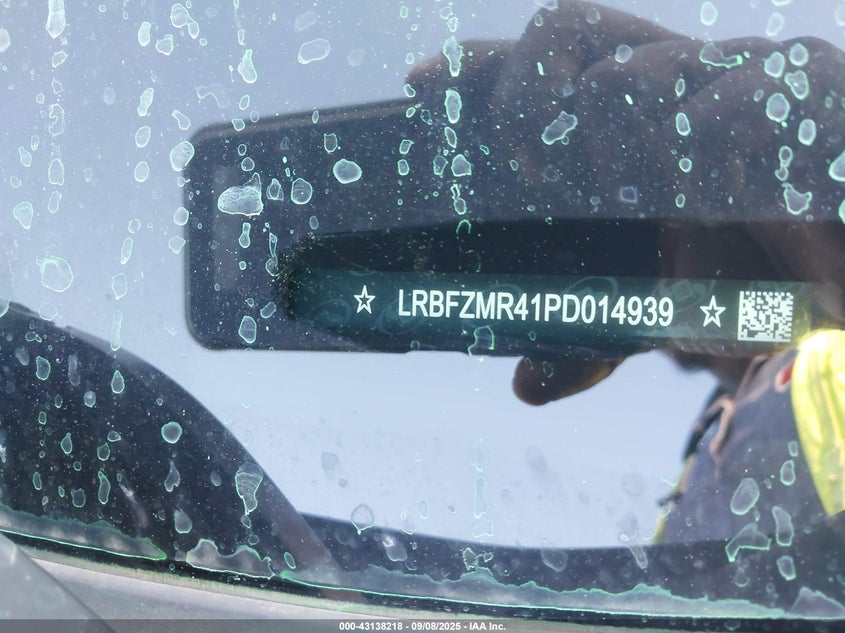 ☆ LRBFZMR41PD014939 ☆
000-43138218 - 09/08/2025 - IAA Inc.